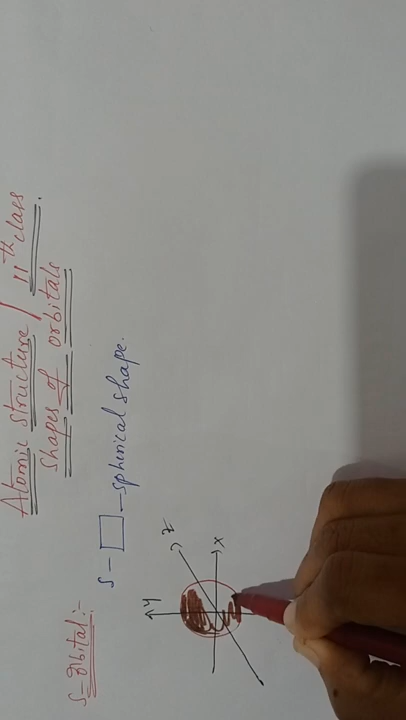 Atomic structure / 11th class
shapes of orbitals
S-orbital:-
S - □ - spherical shape.
Y
Z
X